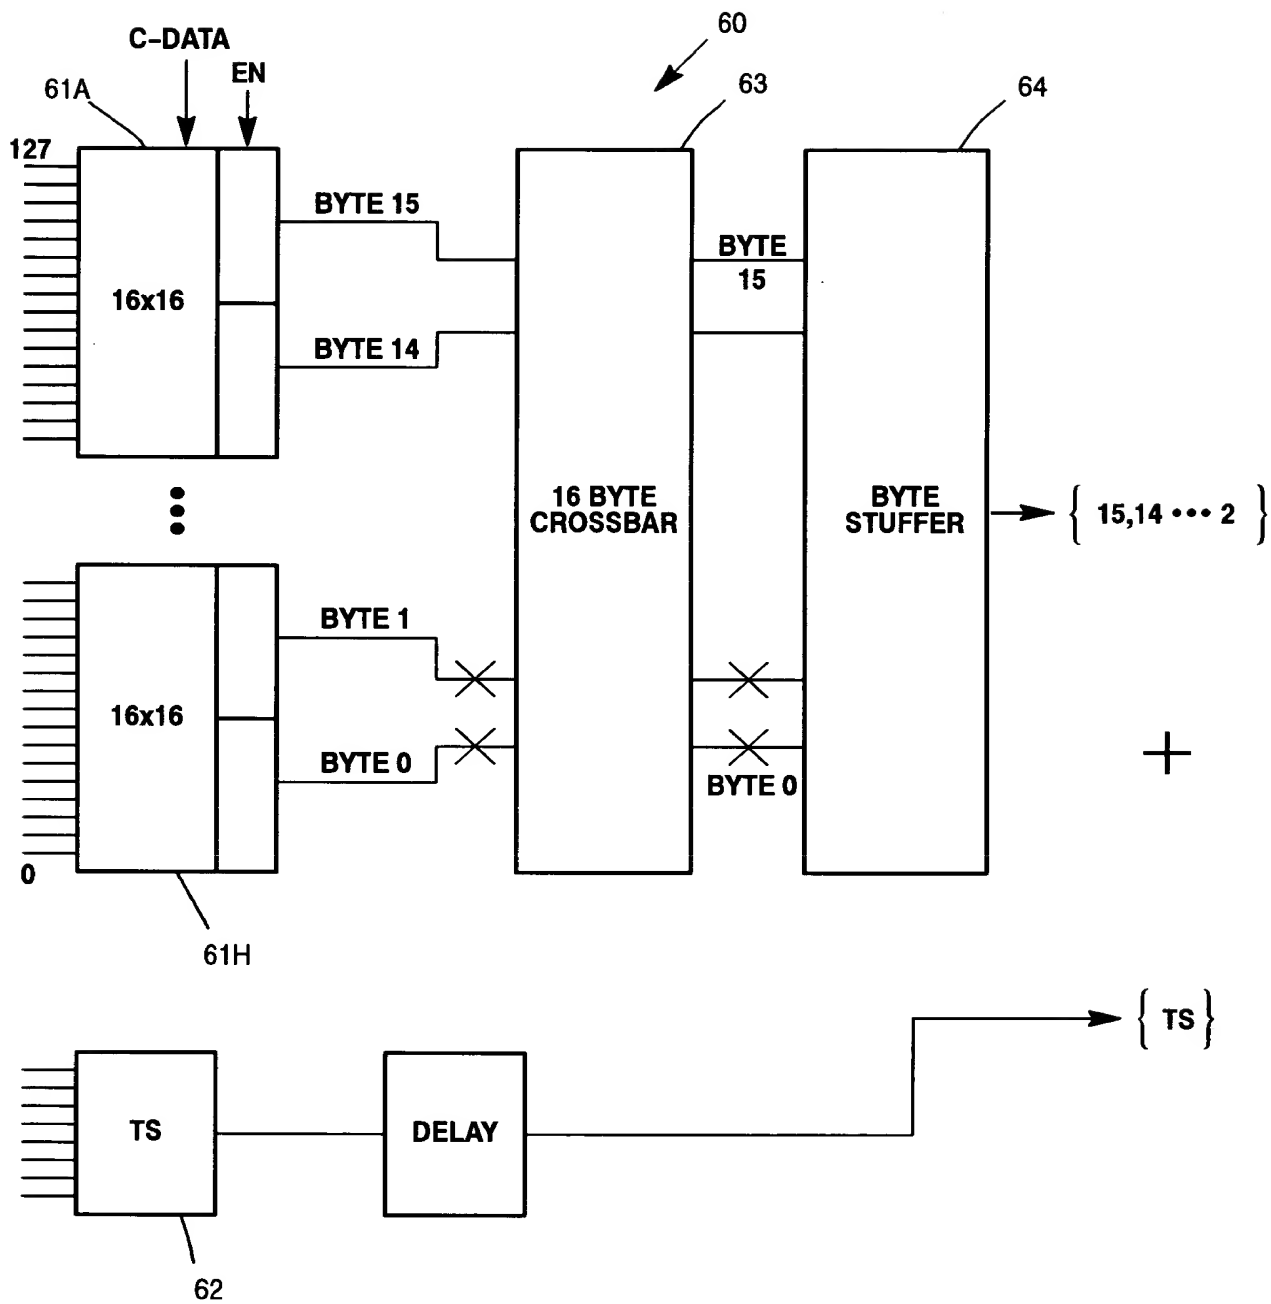 60
C-DATA
EN
61A
63
64
127
BYTE 15
BYTE
15
16x16
BYTE 14
16 BYTE
CROSSBAR
BYTE
STUFFER
{ 15,14 ••• 2 }
BYTE 1
16x16
BYTE 0
BYTE 0
+
0
61H
{ TS }
TS
DELAY
62